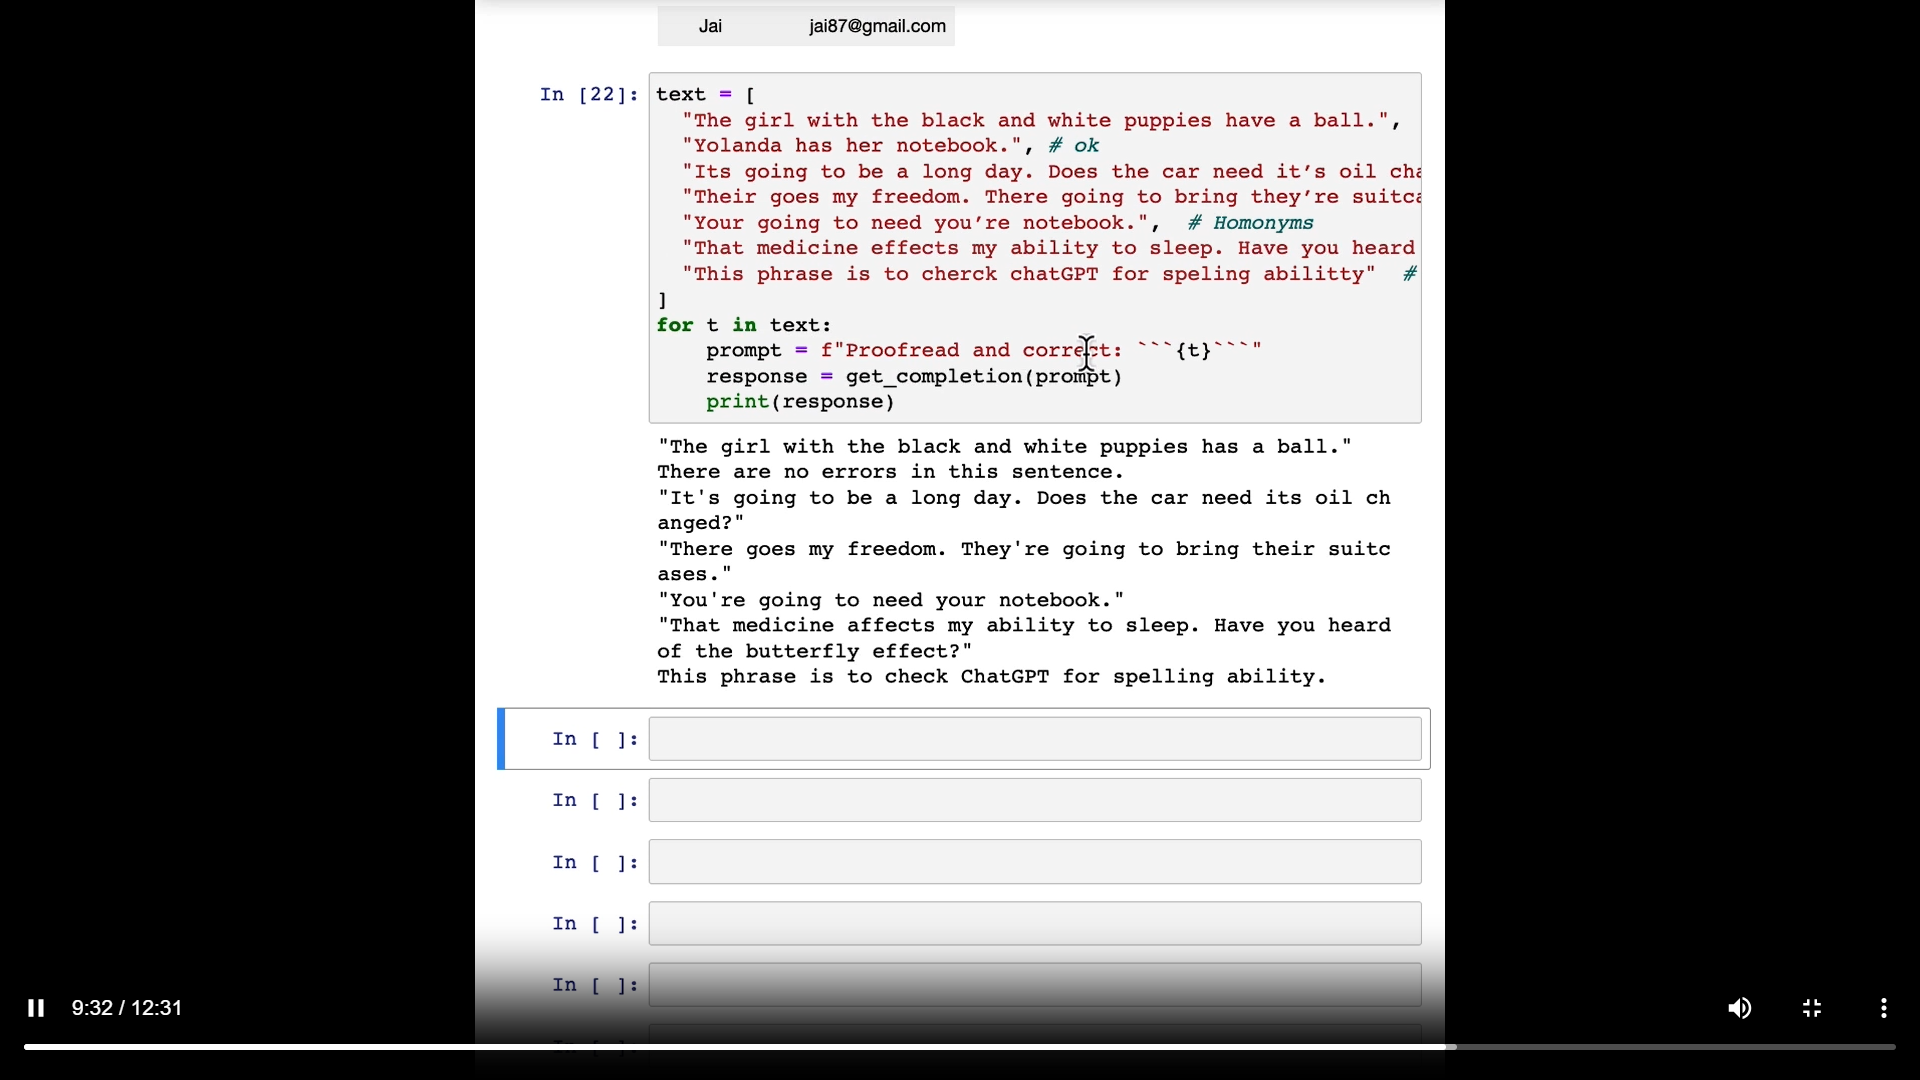 Jai jai87@gmail.com
In [22]: text = [
"The girl with the black and white puppies have a ball.",
"Yolanda has her notebook.", # ok
"Its going to be a long day. Does the car need it’s oil cha
"Their goes my freedom. There going to bring they’re suitca
"Your going to need you’re notebook.", # Homonyms
"That medicine effects my ability to sleep. Have you heard
"This phrase is to cherck chatGPT for speling abilitty" #
]
for t in text:
prompt = f"Proofread and correct: ```{t}```"
response = get_completion(prompt)
print(response)
"The girl with the black and white puppies has a ball."
There are no errors in this sentence.
"It's going to be a long day. Does the car need its oil ch
anged?"
"There goes my freedom. They're going to bring their suitc
ases."
"You're going to need your notebook."
"That medicine affects my ability to sleep. Have you heard
of the butterfly effect?"
This phrase is to check ChatGPT for spelling ability.
In [ ]:
In [ ]:
In [ ]:
In [ ]:
In [ ]:
In [ ]:
9:32 / 12:31